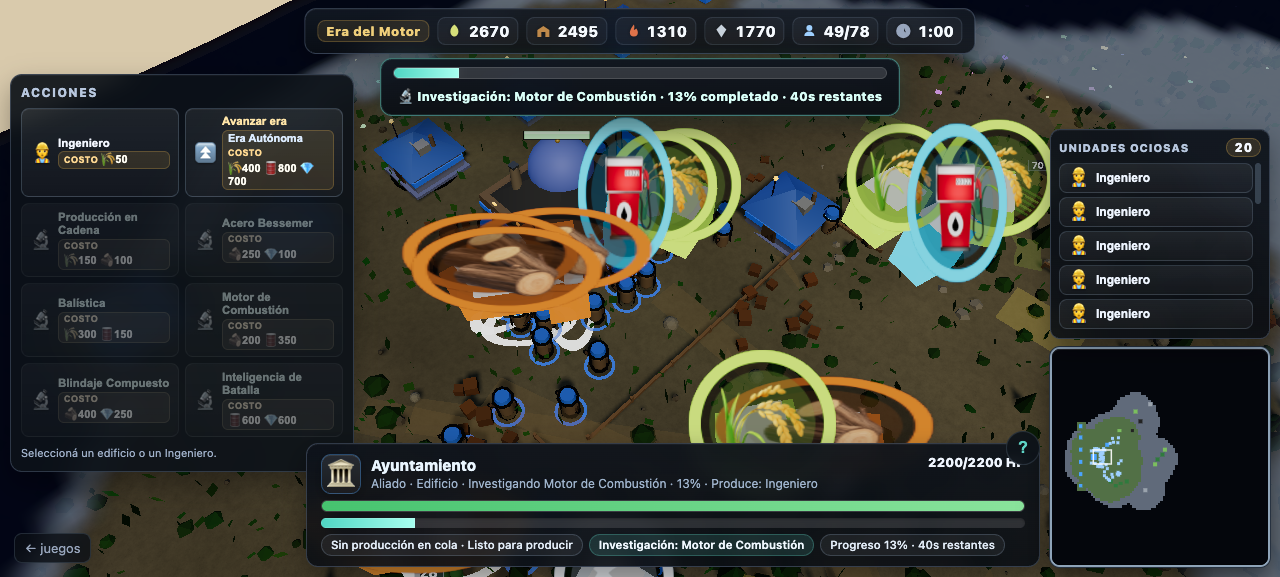 Era del Motor
2670
2495
1310
1770
49/78
1:00
Investigación: Motor de Combustión · 13% completado · 40s restantes
ACCIONES
Ingeniero
COSTO 50
Avanzar era
Era Autónoma
COSTO
400 800
700
Producción en
Cadena
COSTO
150 100
Acero Bessemer
COSTO
250 100
Balística
COSTO
300 150
Motor de
Combustión
COSTO
200 350
Blindaje Compuesto
COSTO
400 250
Inteligencia de
Batalla
COSTO
600 600
Seleccioná un edificio o un Ingeniero.
70
UNIDADES OCIOSAS 20
Ingeniero
Ingeniero
Ingeniero
Ingeniero
Ingeniero
?
Ayuntamiento
2200/2200
Aliado · Edificio · Investigando Motor de Combustión · 13% · Produce: Ingeniero
Sin producción en cola · Listo para producir
Investigación: Motor de Combustión
Progreso 13% · 40s restantes
← juegos